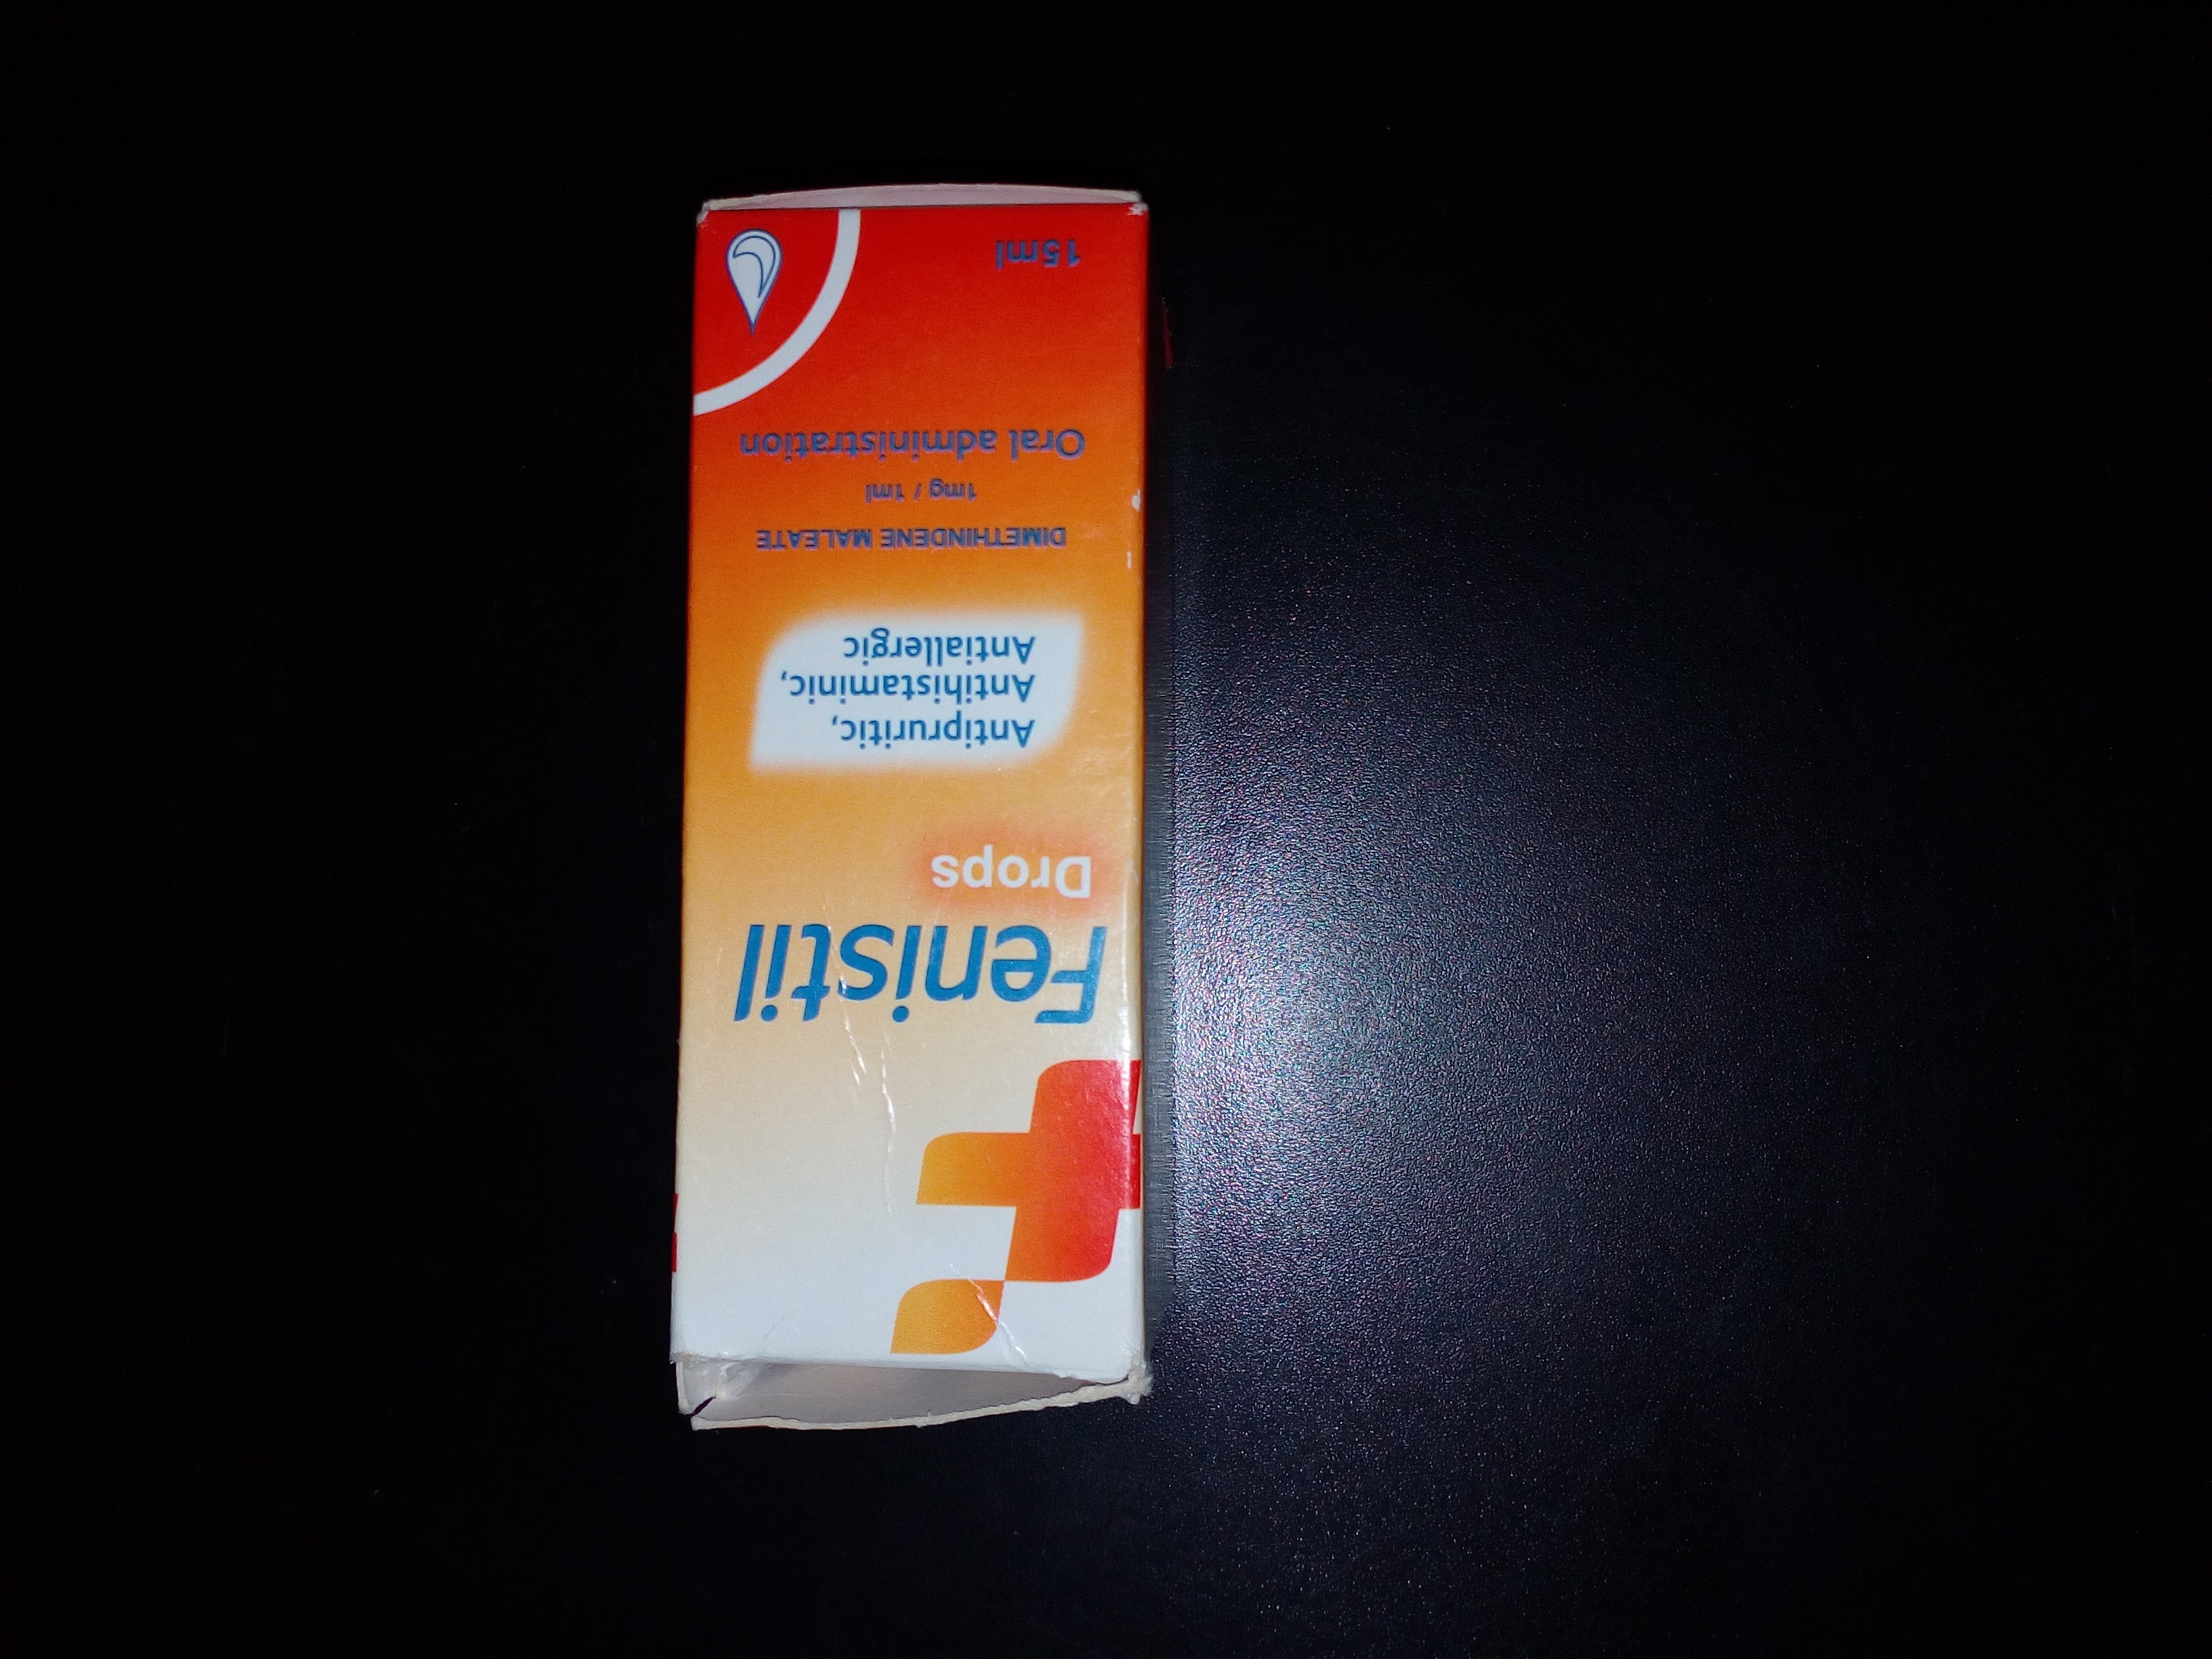 Fenistil
Drops
Antipruritic,
Antihistaminic,
Antiallergic
DIMETHINDENE MALEATE
1mg / 1ml
Oral administration
15ml